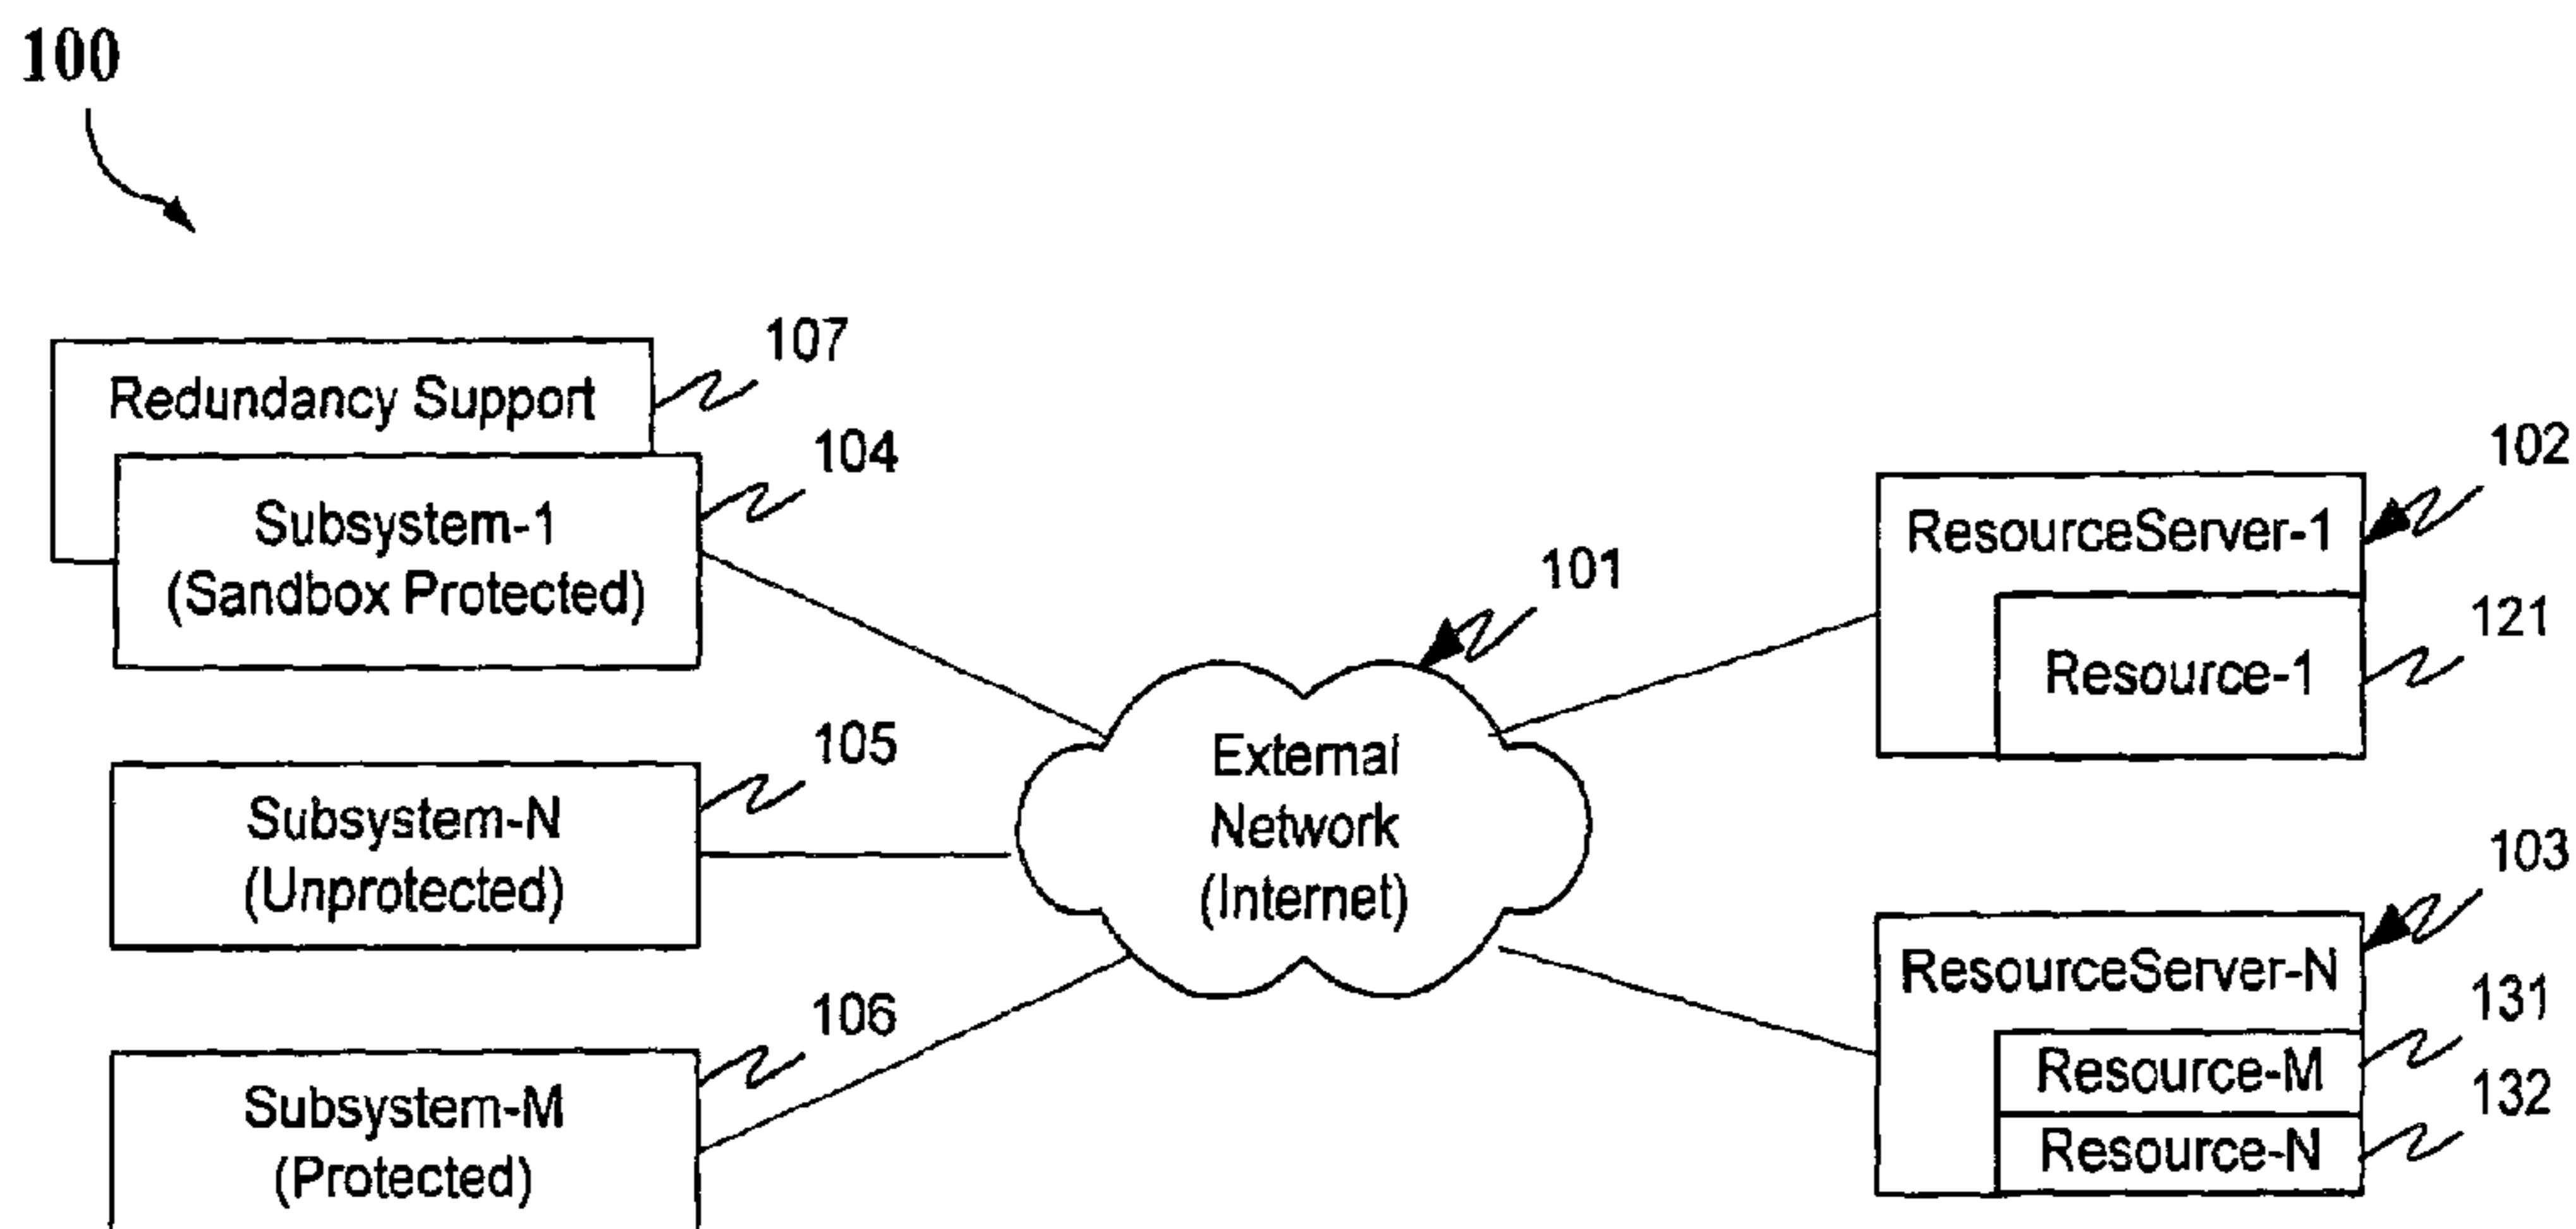 100
107
Redundancy Support
104
Subsystem-1
(Sandbox Protected)
105
Subsystem-N
(Unprotected)
106
Subsystem-M
(Protected)
101
External
Network
(Internet)
102
ResourceServer-1
121
Resource-1
103
ResourceServer-N
131
Resource-M
132
Resource-N